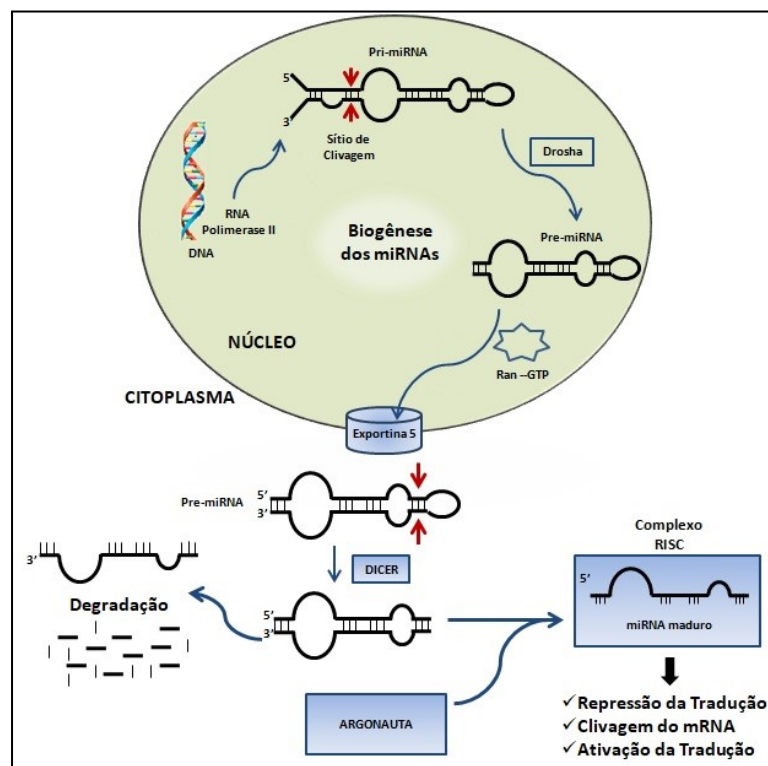 Pri-miRNA
5'
3'
Sítio de
Clivagem
Drosha
RNA
Polimerase II
DNA
Biogênese
dos miRNAs
Pre-miRNA
NÚCLEO
Ran --GTP
CITOPLASMA
Exportina 5
Pre-miRNA
5'
3'
Complexo
RISC
3'
DICER
5'
miRNA maduro
Degradação
5'
3'
ARGONAUTA
✓Repressão da Tradução
✓Clivagem do mRNA
✓Ativação da Tradução